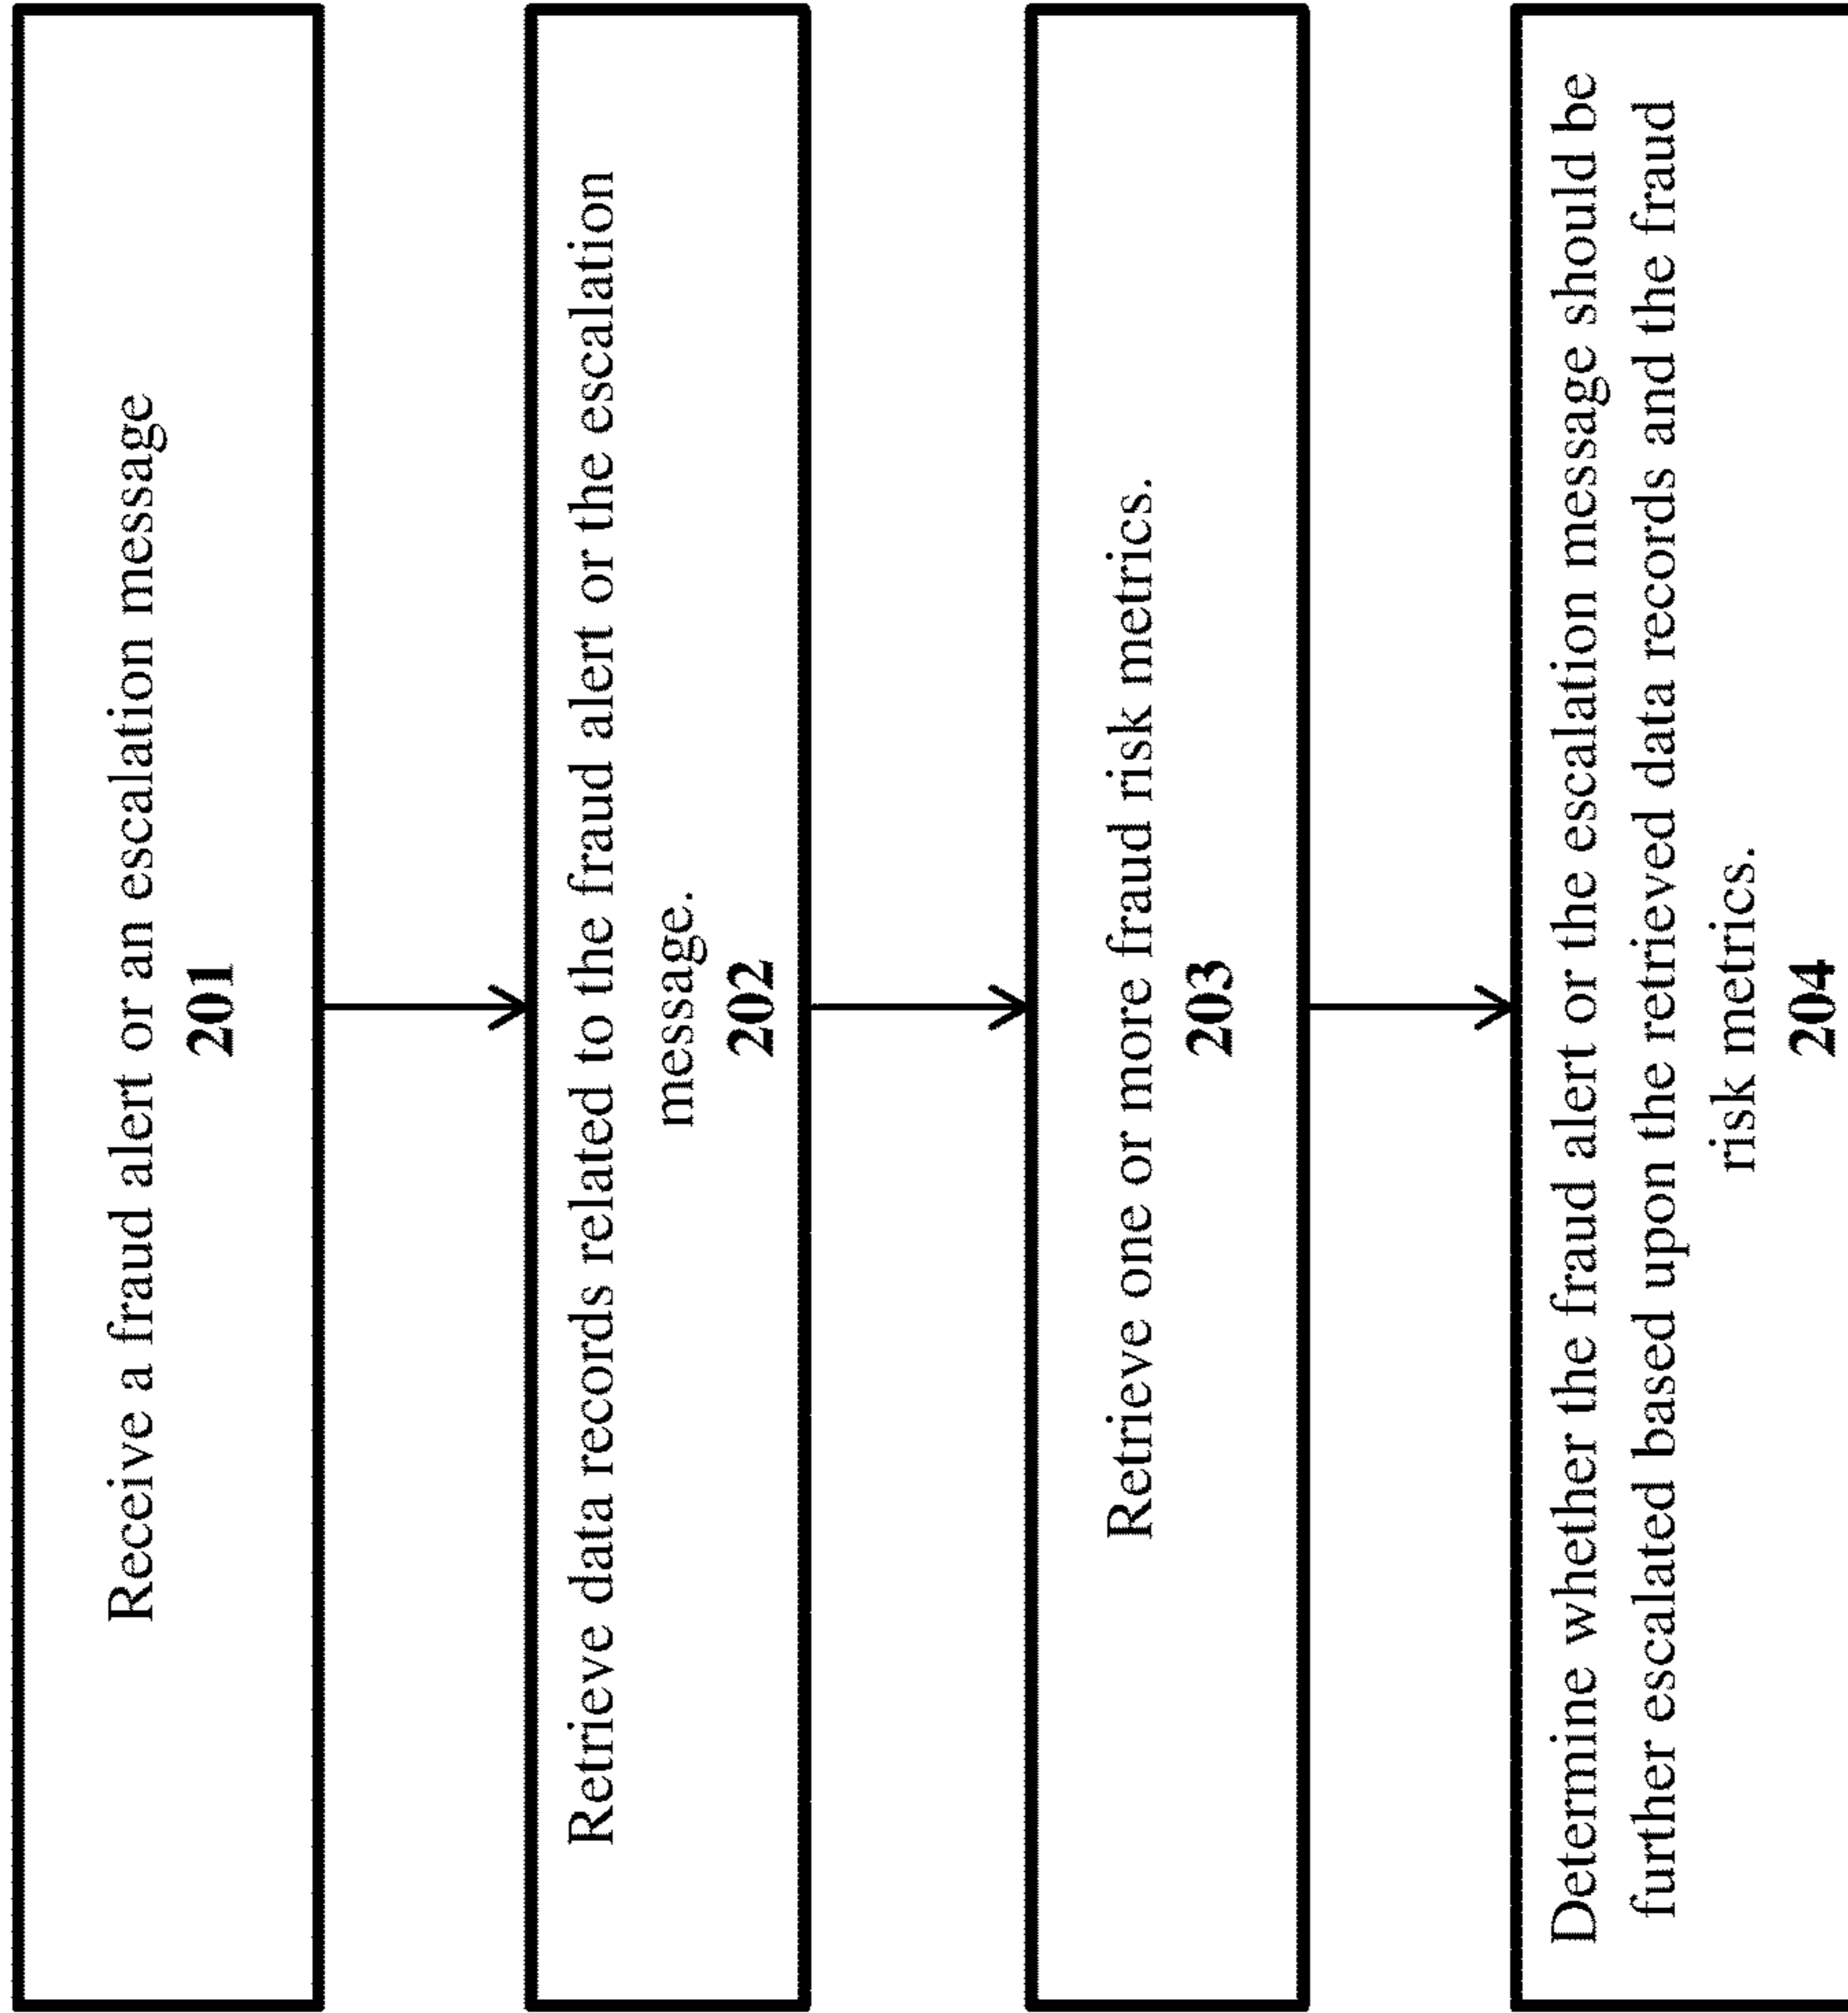 Receive a fraud alert or an escalation message
201
Retrieve data records related to the fraud alert or the escalation
message.
202
Retrieve one or more fraud risk metrics.
203
Determine whether the fraud alert or the escalation message should be
further escalated based upon the retrieved data records and the fraud
risk metrics.
204